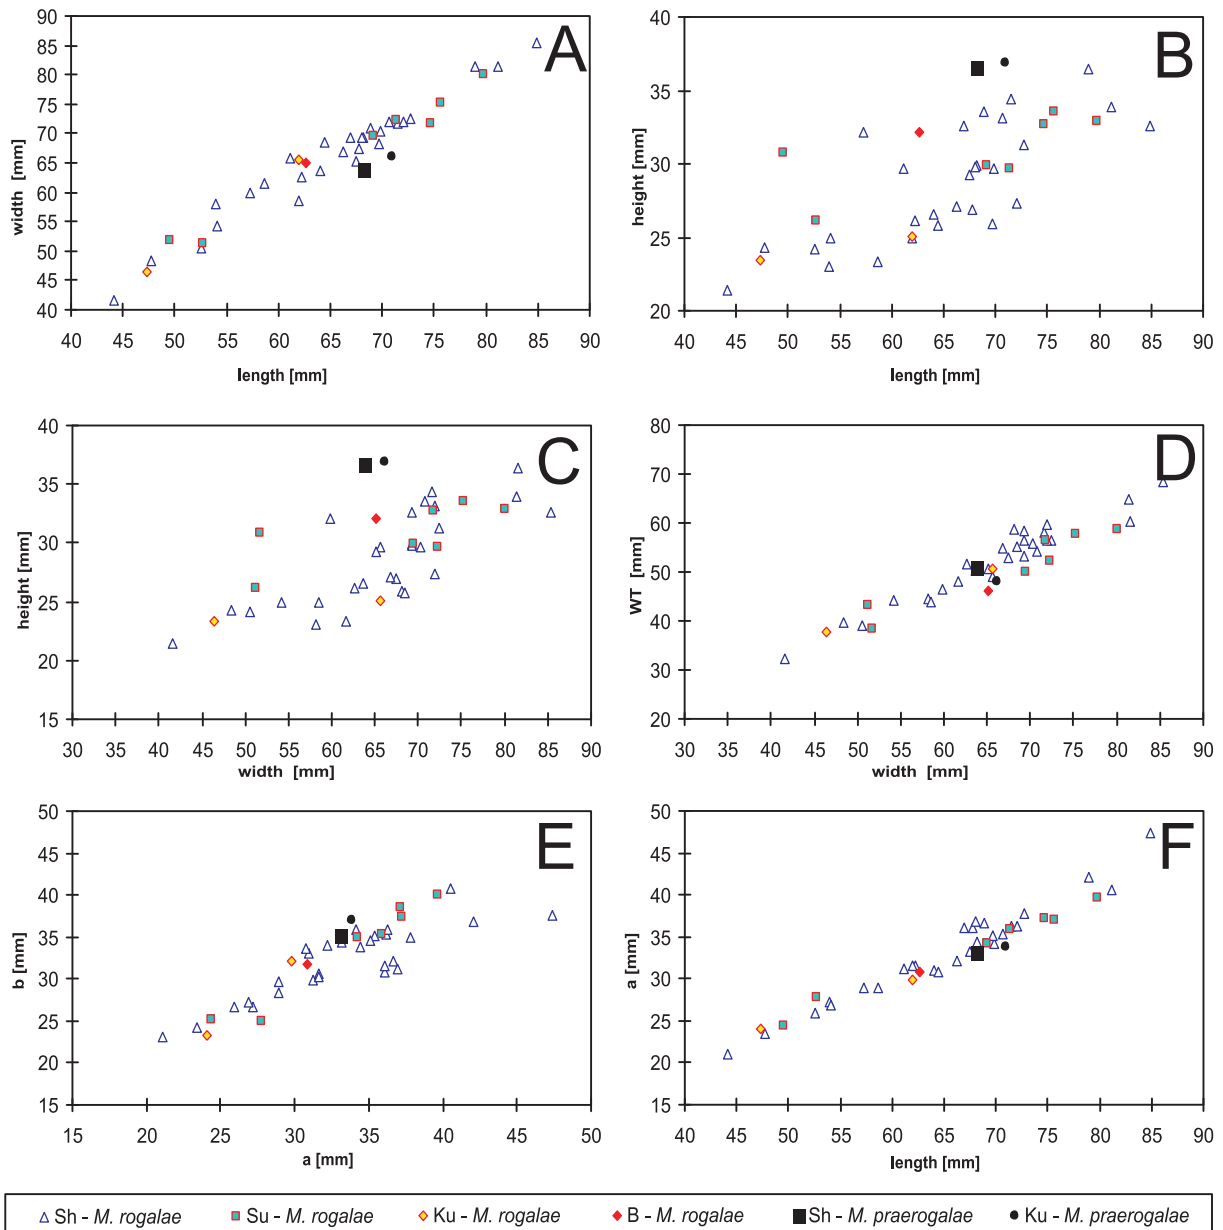 A
90
85
80
75
70
65
60
55
50
45
40
width [mm]
40 45 50 55 60 65 70 75 80 85 90
length [mm]
B
40
35
30
25
20
height [mm]
40 45 50 55 60 65 70 75 80 85 90
length [mm]
C
40
35
30
25
20
15
height [mm]
30 35 40 45 50 55 60 65 70 75 80 85 90
width [mm]
D
80
70
60
50
40
30
20
WT [mm]
30 35 40 45 50 55 60 65 70 75 80 85 90
width [mm]
E
50
45
40
35
30
25
20
15
b [mm]
15 20 25 30 35 40 45 50
a [mm]
F
50
45
40
35
30
25
20
15
a [mm]
40 45 50 55 60 65 70 75 80 85 90
length [mm]
Sh - M. rogalae Su - M. rogalae Ku - M. rogalae B - M. rogalae Sh - M. praerogalae Ku - M. praerogalae